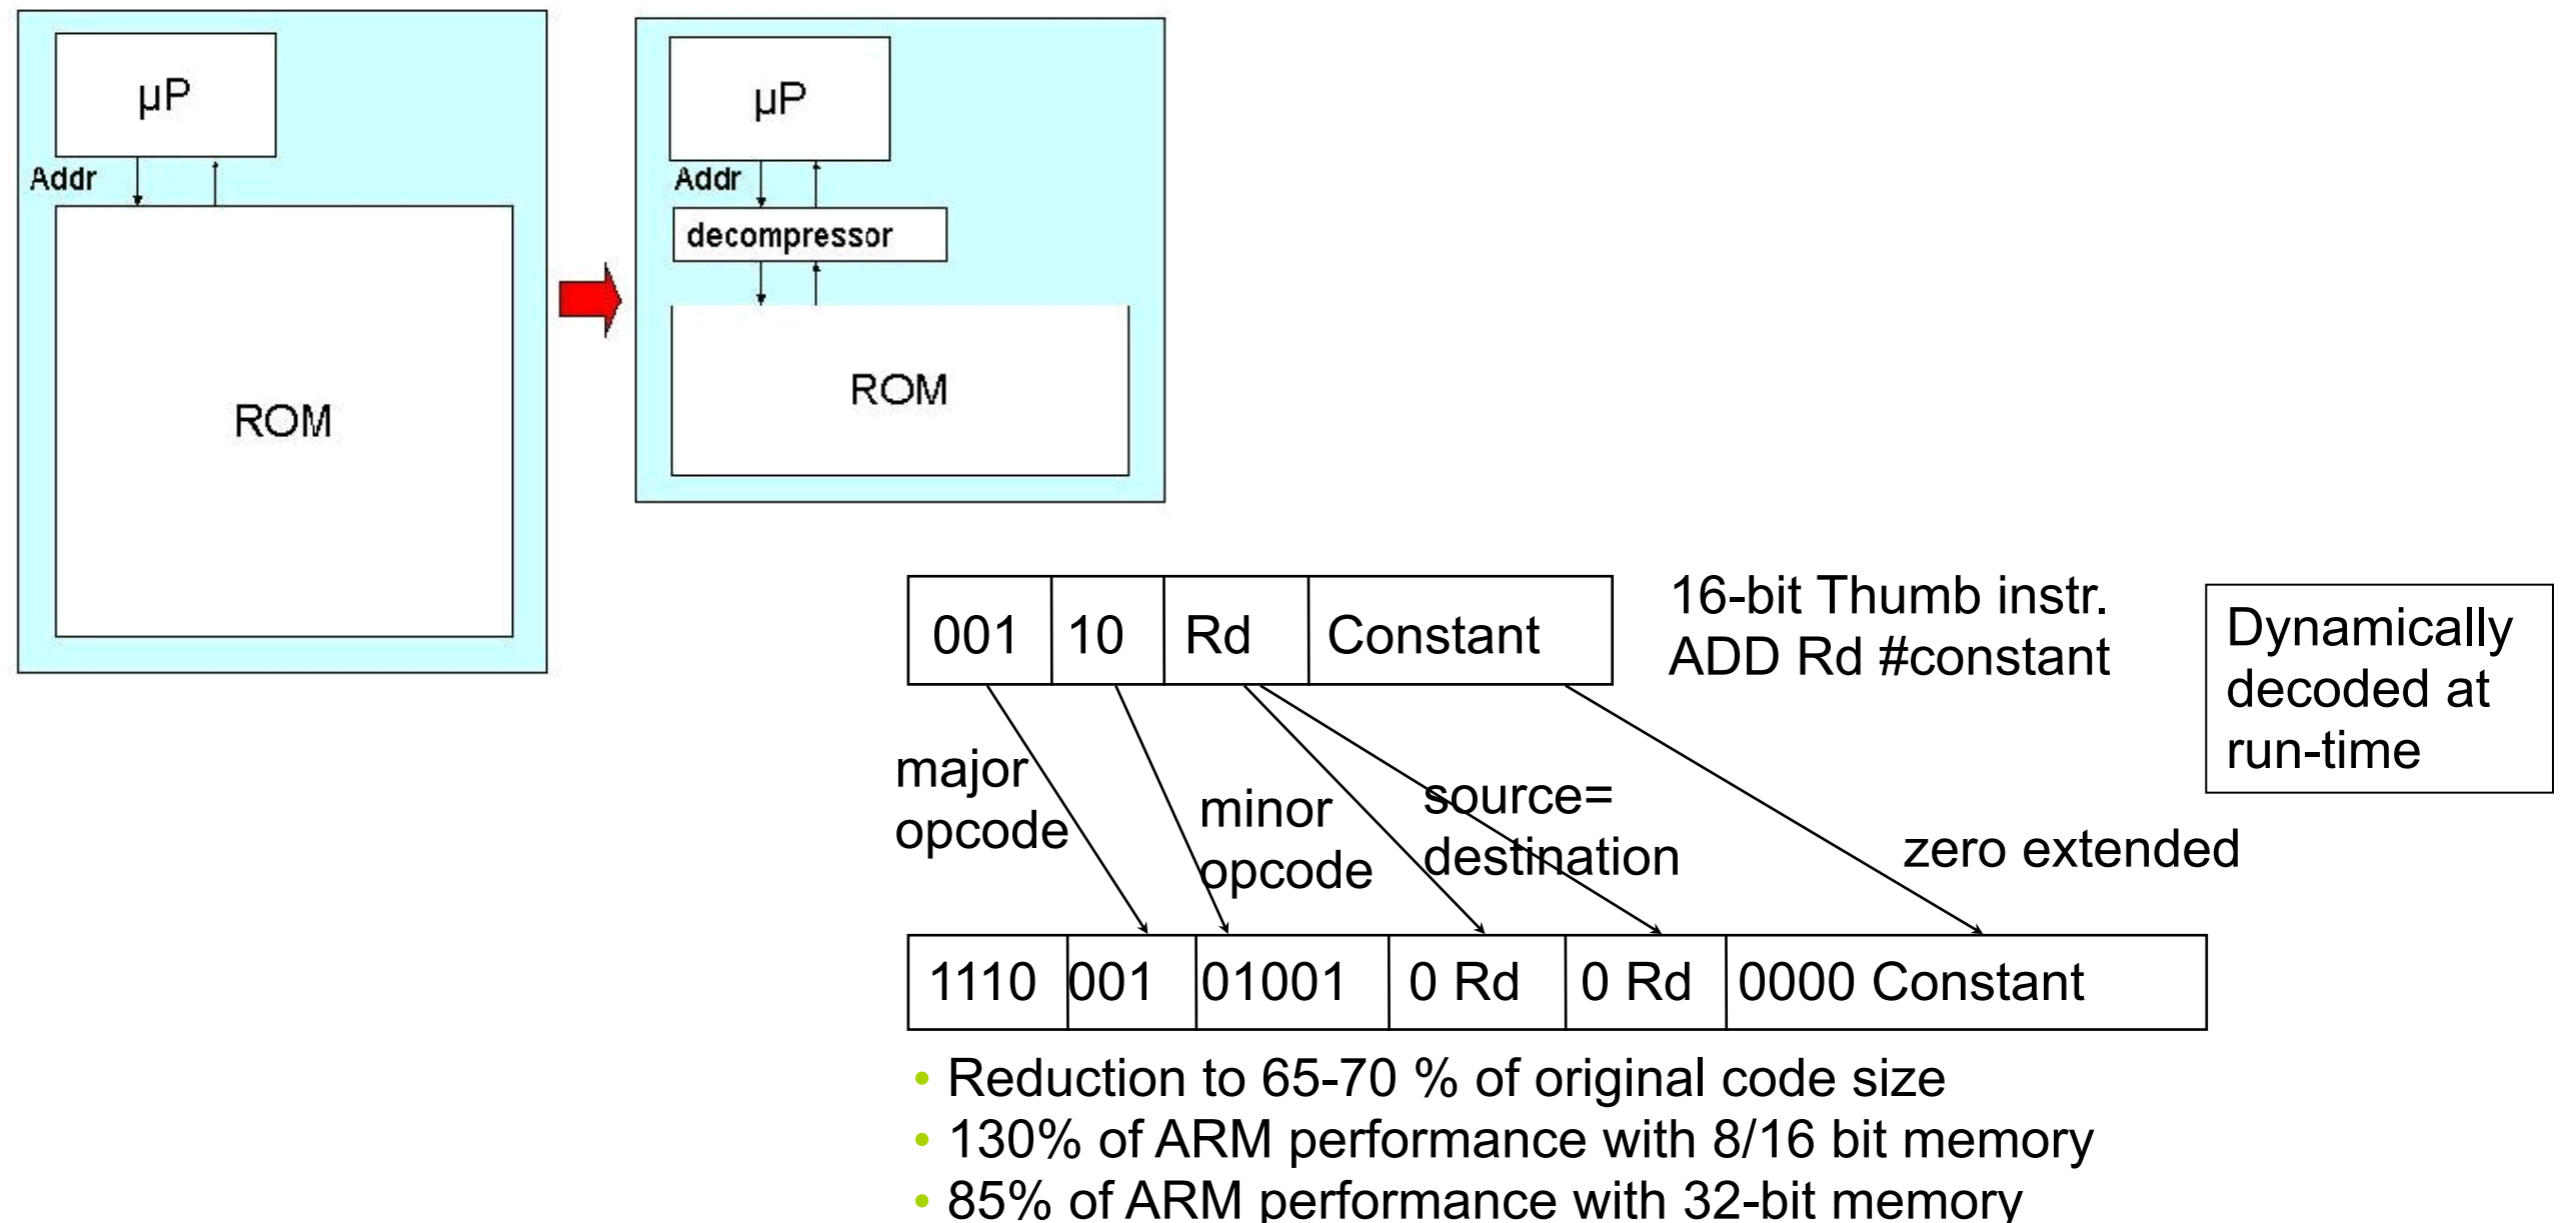 µP
Addr
ROM
µP
Addr
decompressor
ROM
001 10 Rd Constant
16-bit Thumb instr.
ADD Rd #constant
Dynamically
decoded at
run-time
major
opcode
minor
opcode
source=
destination
zero extended
1110 001 01001 0 Rd 0 Rd 0000 Constant
• Reduction to 65-70 % of original code size
• 130% of ARM performance with 8/16 bit memory
• 85% of ARM performance with 32-bit memory